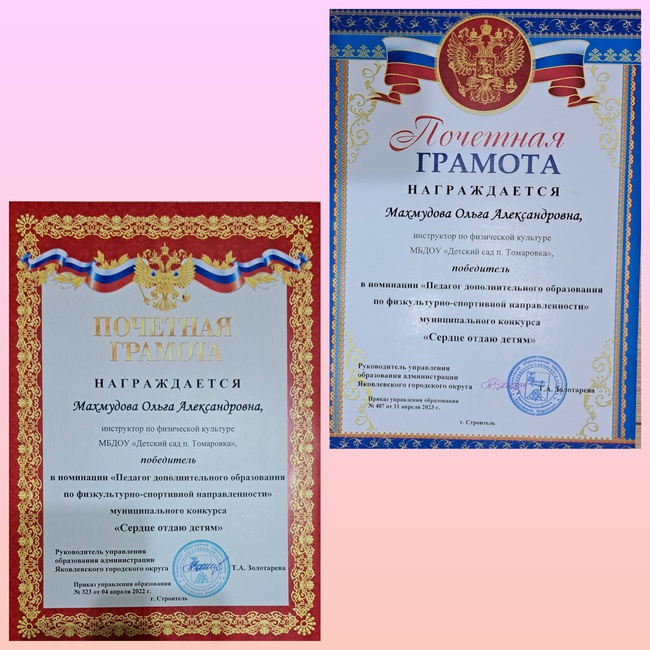 Почетная
ГРАМОТА
НАГРАЖДАЕТСЯ
Махмудова Ольга Александровна,
инструктор по физической культуре
МБДОУ «Детский сад п. Томаровка»,
победитель
в номинации «Педагог дополнительного образования
по физкультурно-спортивной направленности»
муниципального конкурса
«Сердце отдаю детям»
Руководитель управления
образования администрации
Яковлевского городского округа Т.А. Золотарева
Приказ управления образования
№ 407 от 11 апреля 2023 г.
г. Строитель
ПОЧЕТНАЯ
ГРАМОТА
НАГРАЖДАЕТСЯ
Махмудова Ольга Александровна,
инструктор по физической культуре
МБДОУ «Детский сад п. Томаровка»,
победитель
в номинации «Педагог дополнительного образования
по физкультурно-спортивной направленности»
муниципального конкурса
«Сердце отдаю детям»
Руководитель управления
образования администрации
Яковлевского городского округа Т.А. Золотарева
Приказ управления образования
№ 323 от 04 апреля 2022 г.
г. Строитель